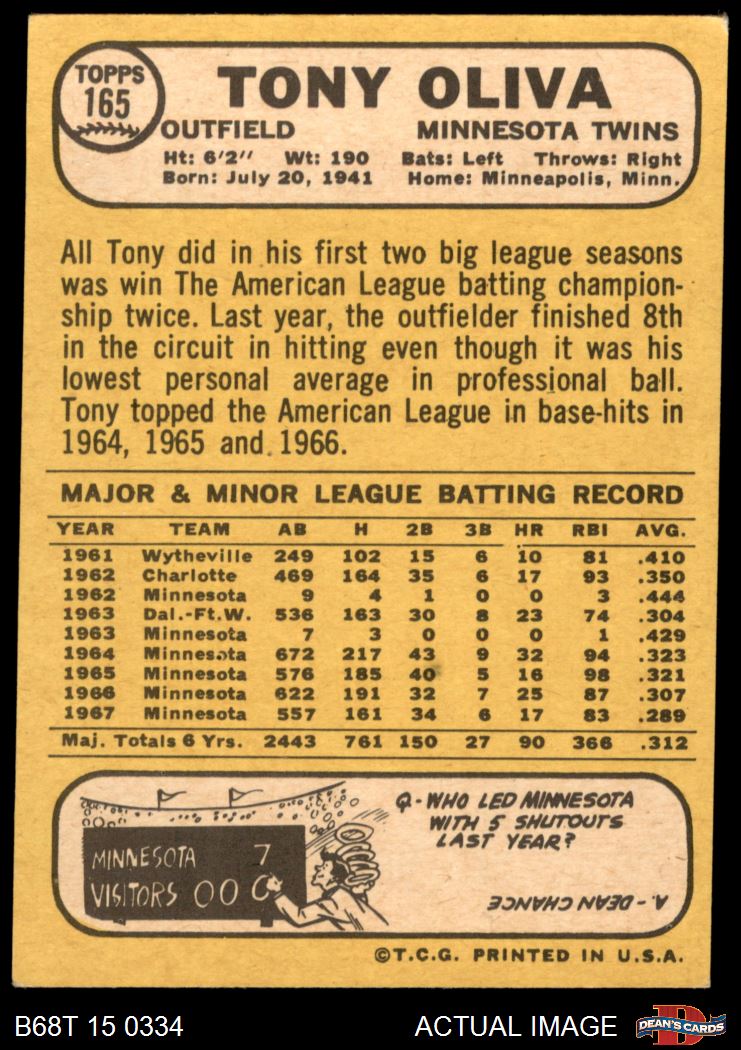 TOPPS
165
TONY OLIVA
OUTFIELD MINNESOTA TWINS
Ht: 6'2" Wt: 190 Bats: Left Throws: Right
Born: July 20, 1941 Home: Minneapolis, Minn.
All Tony did in his first two big league seasons
was win The American League batting champion-
ship twice. Last year, the outfielder finished 8th
in the circuit in hitting even though it was his
lowest personal average in professional ball.
Tony topped the American League in base-hits in
1964, 1965 and 1966.
MAJOR & MINOR LEAGUE BATTING RECORD
YEAR TEAM AB H 2B 3B HR RBI AVG.
1961 Wytheville 249 102 15 6 10 81 .410
1962 Charlotte 469 164 35 6 17 93 .350
1962 Minnesota 9 4 1 0 0 3 .444
1963 Dal.-Ft.W. 536 163 30 8 23 74 .304
1963 Minnesota 7 3 0 0 0 1 .429
1964 Minnesota 672 217 43 9 32 94 .323
1965 Minnesota 576 185 40 5 16 98 .321
1966 Minnesota 622 191 32 7 25 87 .307
1967 Minnesota 557 161 34 6 17 83 .289
Maj. Totals 6 Yrs. 2443 761 150 27 90 366 .312
MINNESOTA 7
VISITORS 000
Q-WHO LED MINNESOTA
WITH 5 SHUTOUTS
LAST YEAR?
A.-DEAN CHANCE
©T.C.G. PRINTED IN U.S.A.
B68T 15 0334 ACTUAL IMAGE DEAN'S CARDS